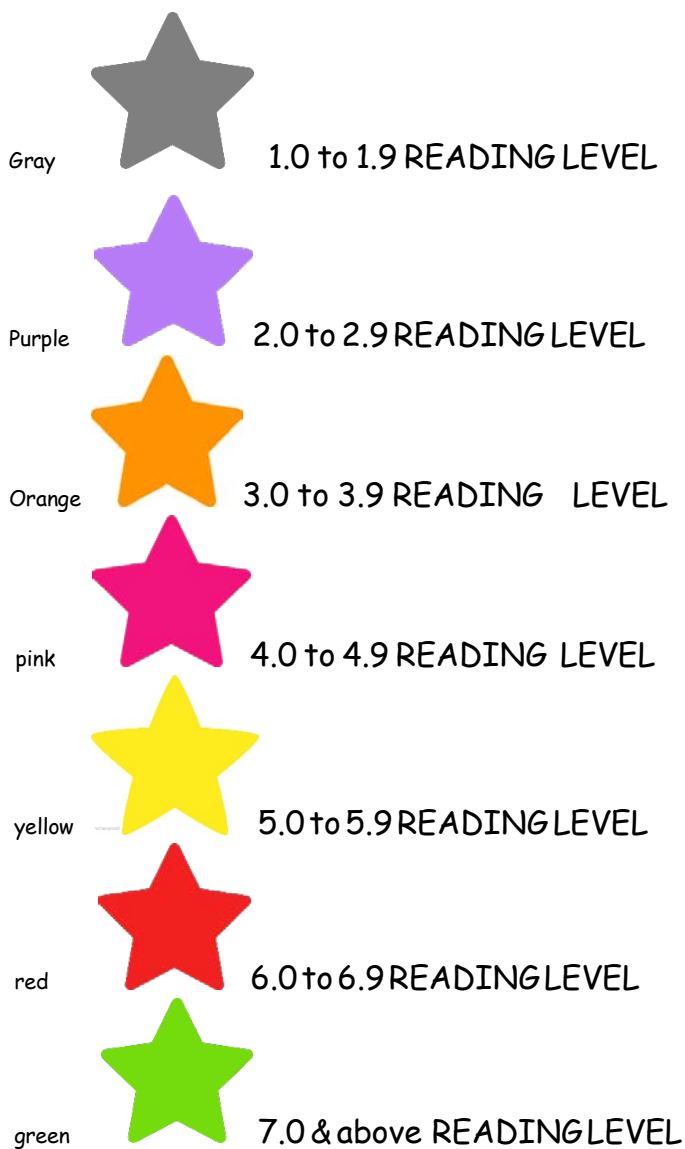 Gray 1.0 to 1.9 READING LEVEL
Purple 2.0 to 2.9 READING LEVEL
Orange 3.0 to 3.9 READING LEVEL
pink 4.0 to 4.9 READING LEVEL
yellow 5.0 to 5.9 READING LEVEL
red 6.0 to 6.9 READING LEVEL
green 7.0 & above READING LEVEL